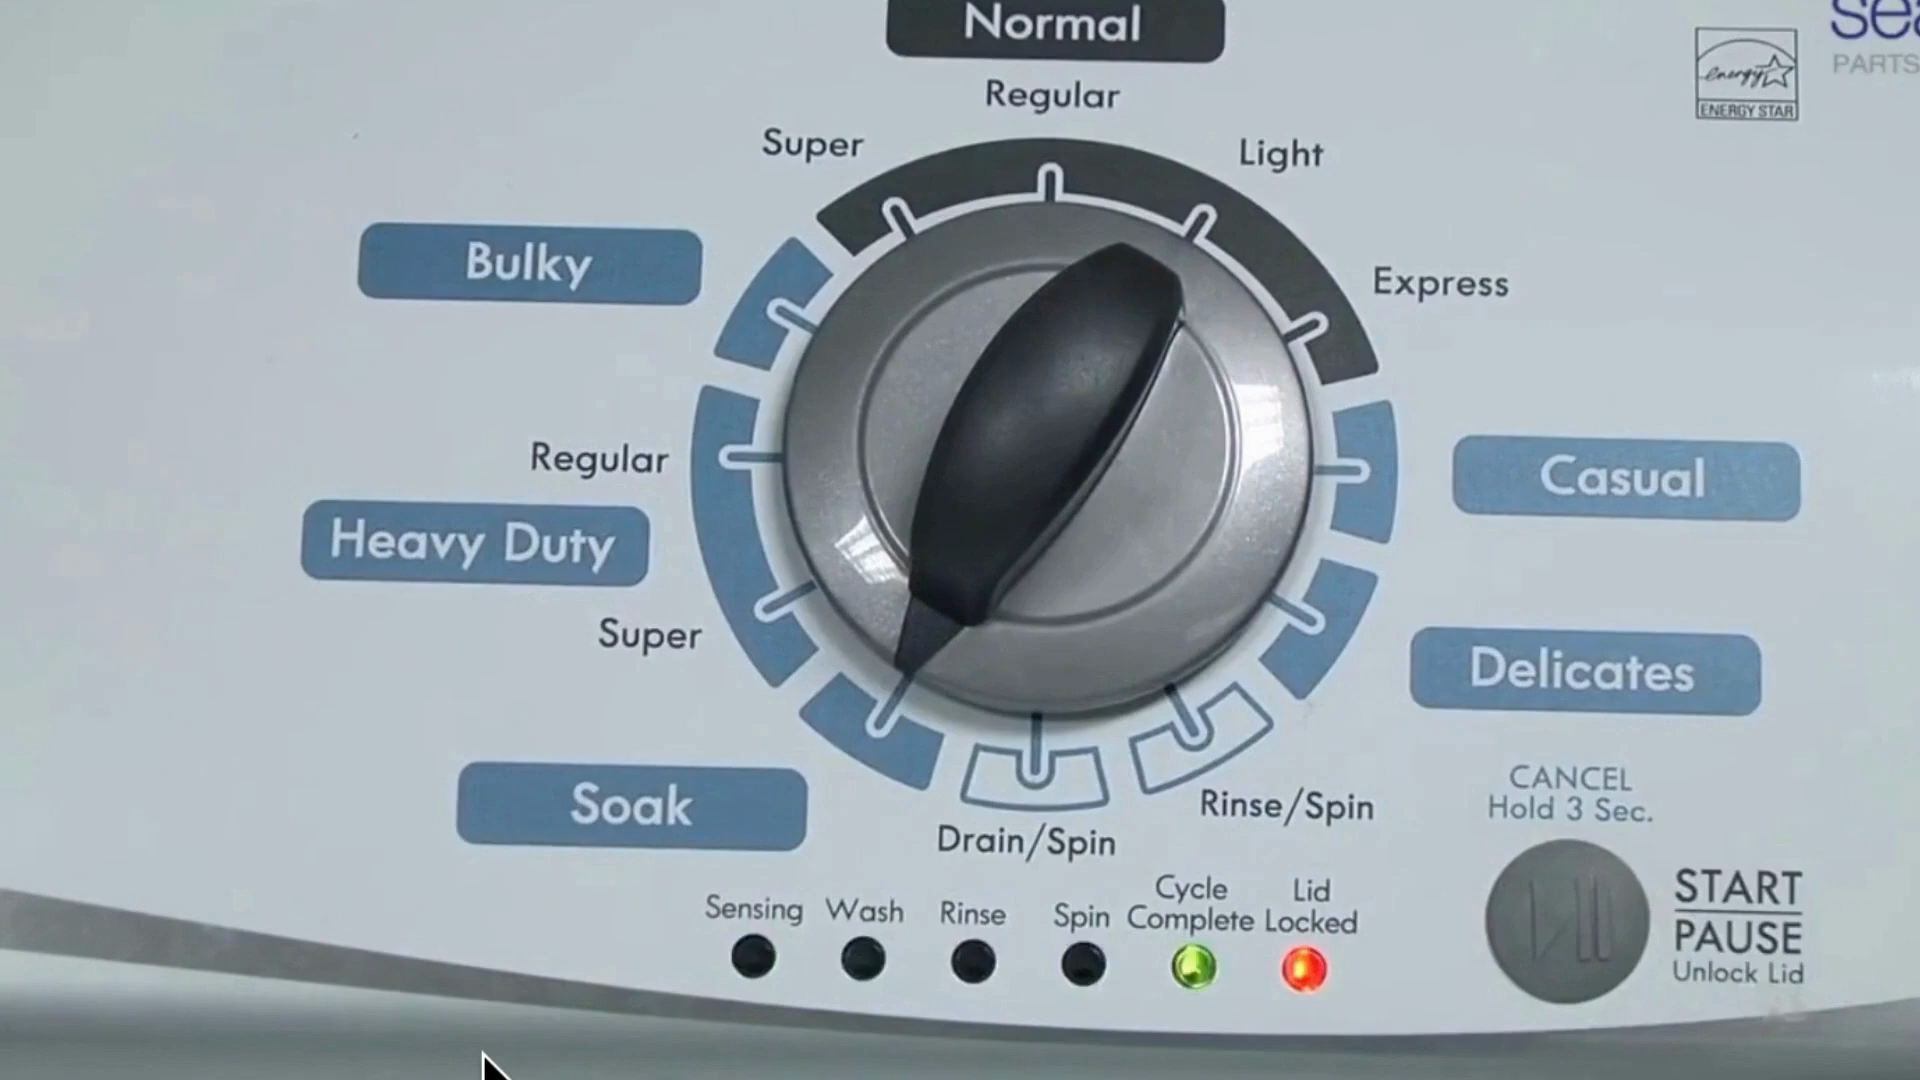 Normal
Regular
Super
Light
energy
ENERGY STAR
PARTS
Bulky
Express
Regular
Casual
Heavy Duty
Super
Delicates
Soak
Rinse/Spin
Drain/Spin
CANCEL
Hold 3 Sec.
Sensing
Wash
Rinse
Spin
Cycle
Complete
Lid
Locked
START
PAUSE
Unlock Lid